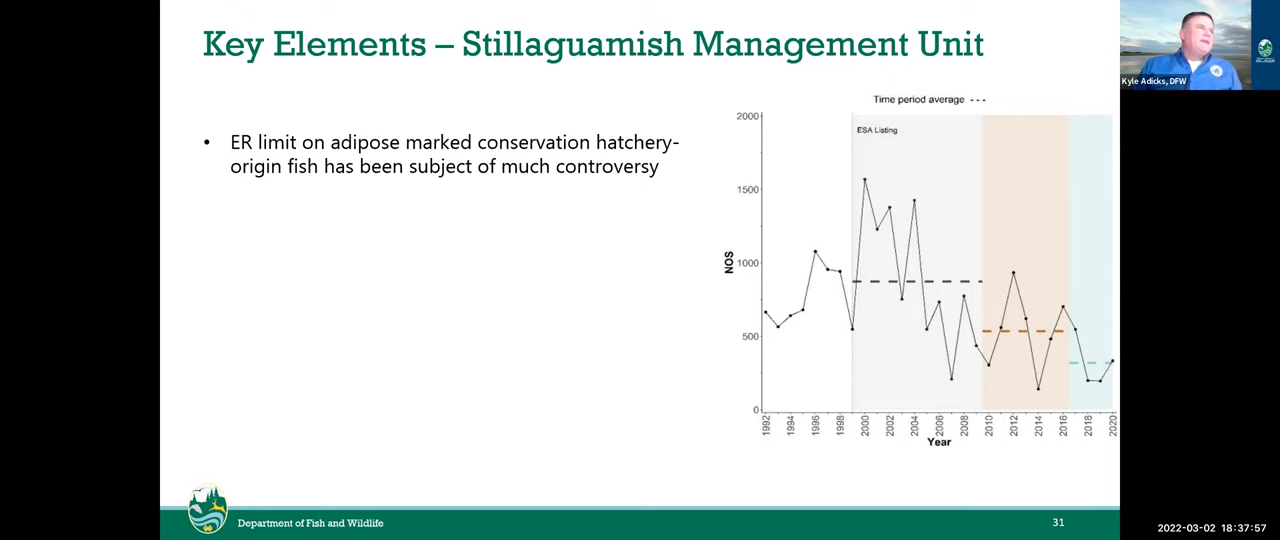 Key Elements – Stillaguamish Management Unit
Kyle Adicks, DFW
• ER limit on adipose marked conservation hatchery-
origin fish has been subject of much controversy
Time period average ---
ESA Listing
2000
1500
1000
500
0
NOS
1992
1994
1996
1998
2000
2002
2004
2006
2008
2010
2012
2014
2016
2018
2020
Year
Department of Fish and Wildlife
31
2022-03-02 18:37:57